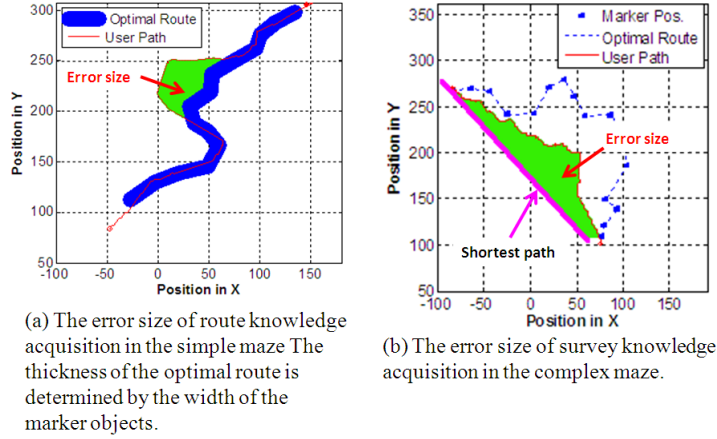 300
250
200
150
100
50
-100
-50
0
50
100
150
Position in X
Position in Y
Optimal Route
User Path
Error size
(a) The error size of route knowledge
acquisition in the simple maze The
thickness of the optimal route is
determined by the width of the
marker objects.
350
300
250
200
150
100
50
-100
-50
0
50
100
150
200
Position in X
Position in Y
Marker Pos.
Optimal Route
User Path
Error size
Shortest path
(b) The error size of survey knowledge
acquisition in the complex maze.